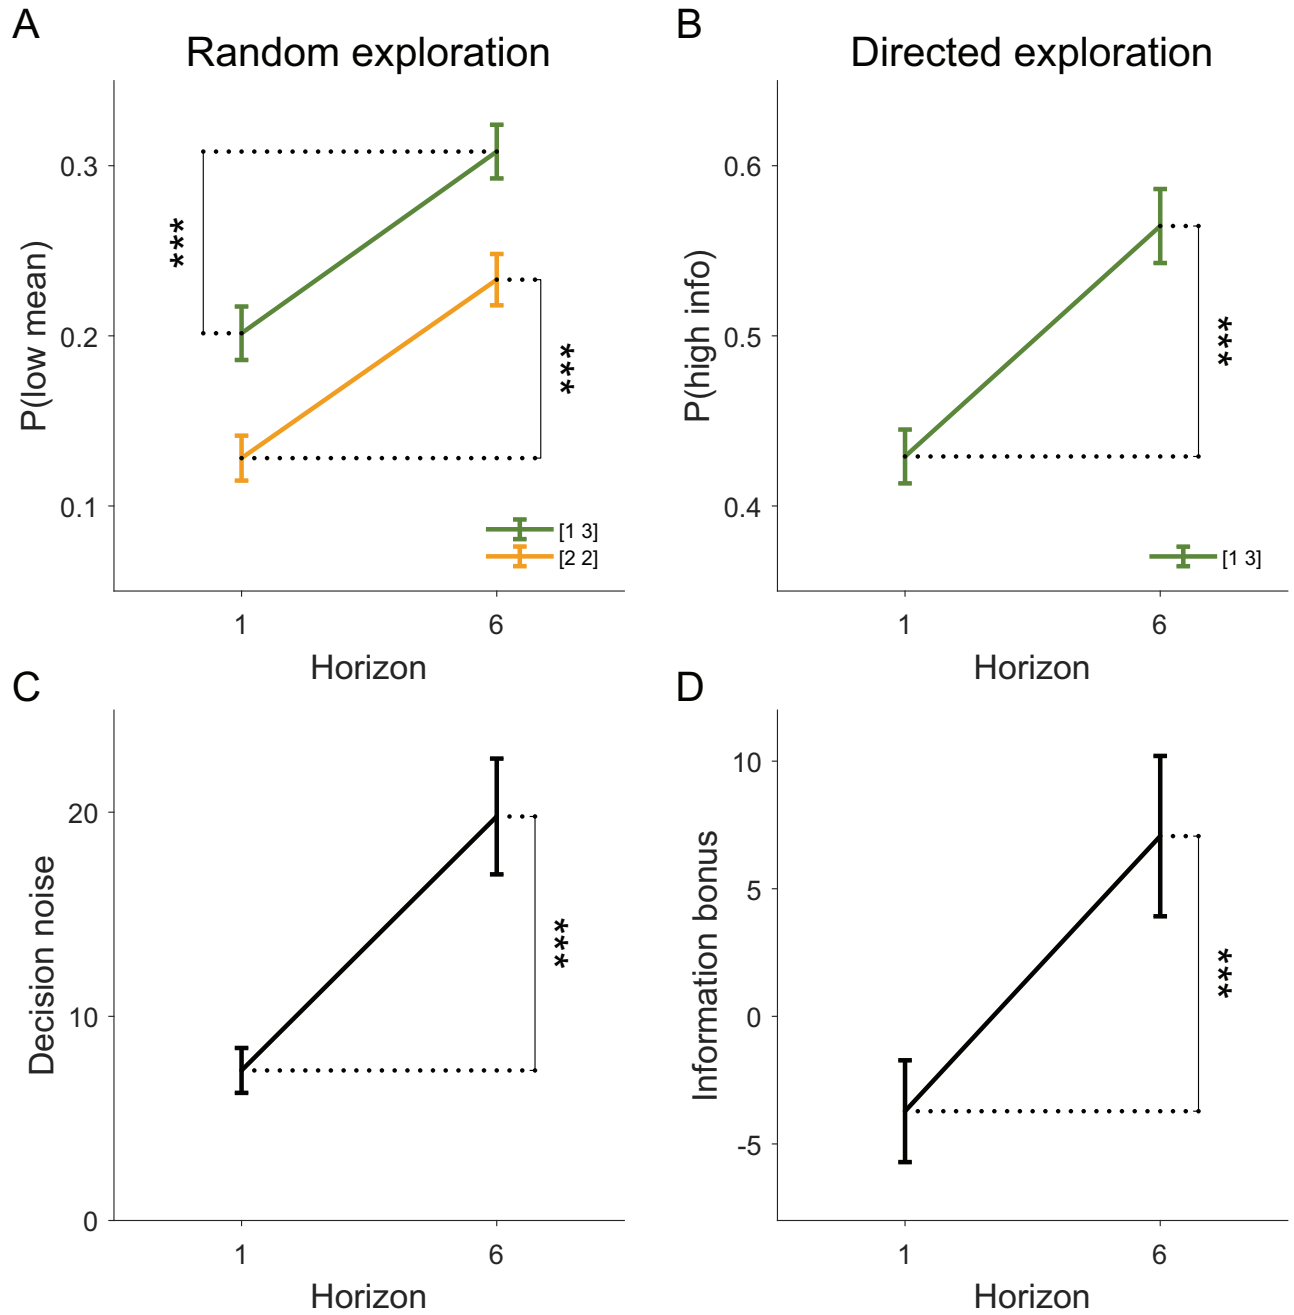 A
Random exploration
P(low mean)
0.3
0.2
0.1
***
***
[1 3]
[2 2]
1
6
Horizon
B
Directed exploration
P(high info)
0.6
0.5
0.4
***
[1 3]
1
6
Horizon
C
Decision noise
20
10
0
***
1
6
Horizon
D
Information bonus
10
5
0
-5
***
1
6
Horizon